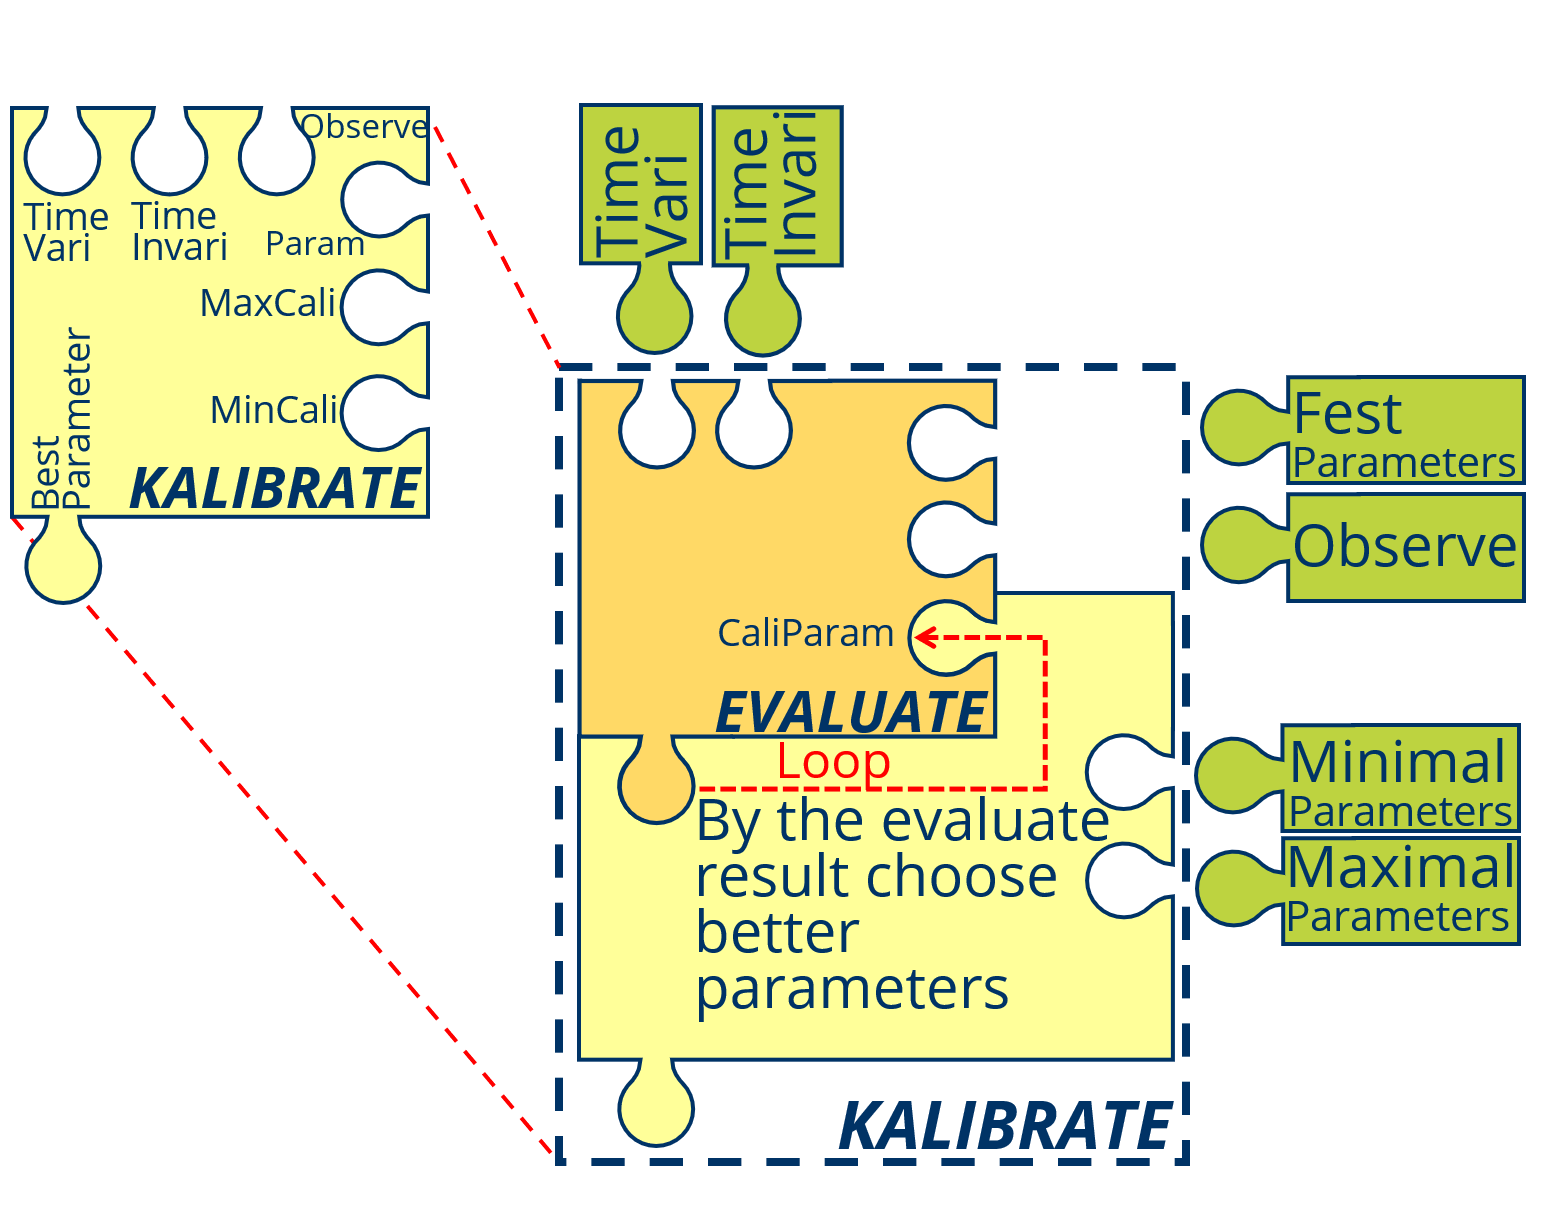 Observe
Time
Vari
Time
Invari
Param
MaxCali
MinCali
Best
Parameter
KALIBRATE
Time
Vari
Time
Invari
CaliParam
EVALUATE
Loop
By the evaluate
result choose
better
parameters
KALIBRATE
Fest
Parameters
Observe
Minimal
Parameters
Maximal
Parameters